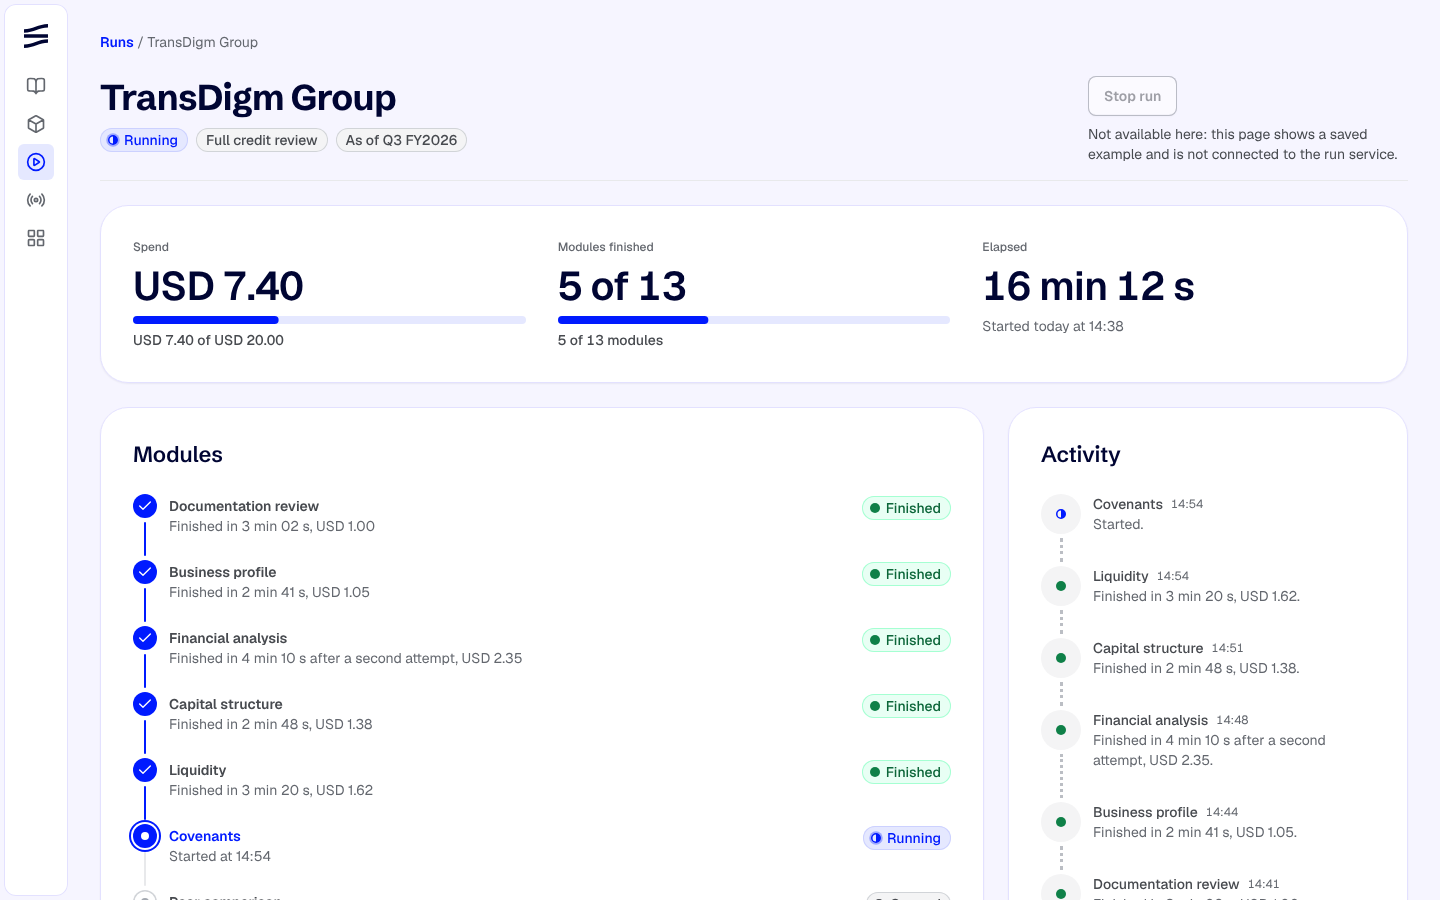 Runs / TransDigm Group
TransDigm Group
Running
Full credit review
As of Q3 FY2026
Stop run
Not available here: this page shows a saved
example and is not connected to the run service.
Spend
USD 7.40
USD 7.40 of USD 20.00
Modules finished
5 of 13
5 of 13 modules
Elapsed
16 min 12 s
Started today at 14:38
Modules
Documentation review
Finished in 3 min 02 s, USD 1.00
Finished
Business profile
Finished in 2 min 41 s, USD 1.05
Finished
Financial analysis
Finished in 4 min 10 s after a second attempt, USD 2.35
Finished
Capital structure
Finished in 2 min 48 s, USD 1.38
Finished
Liquidity
Finished in 3 min 20 s, USD 1.62
Finished
Covenants
Started at 14:54
Running
Activity
Covenants 14:54
Started.
Liquidity 14:54
Finished in 3 min 20 s, USD 1.62.
Capital structure 14:51
Finished in 2 min 48 s, USD 1.38.
Financial analysis 14:48
Finished in 4 min 10 s after a second
attempt, USD 2.35.
Business profile 14:44
Finished in 2 min 41 s, USD 1.05.
Documentation review 14:41